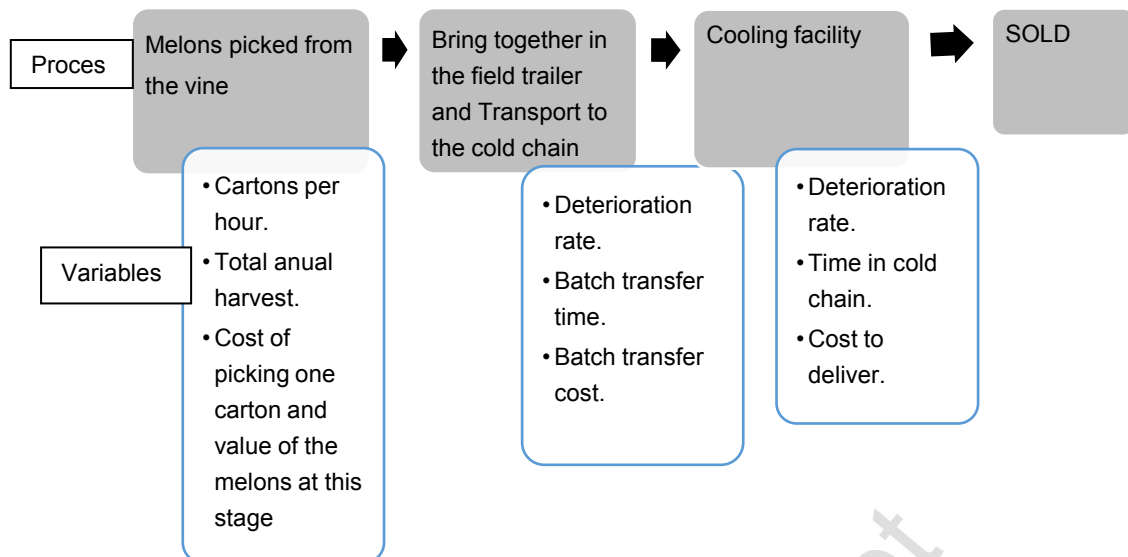 Proces
Melons picked from
the vine
Bring together in
the field trailer
and Transport to
the cold chain
Cooling facility
SOLD
Variables
• Cartons per
hour.
• Total anual
harvest.
• Cost of
picking one
carton and
value of the
melons at this
stage
• Deterioration
rate.
• Batch transfer
time.
• Batch transfer
cost.
• Deterioration
rate.
• Time in cold
chain.
• Cost to
deliver.